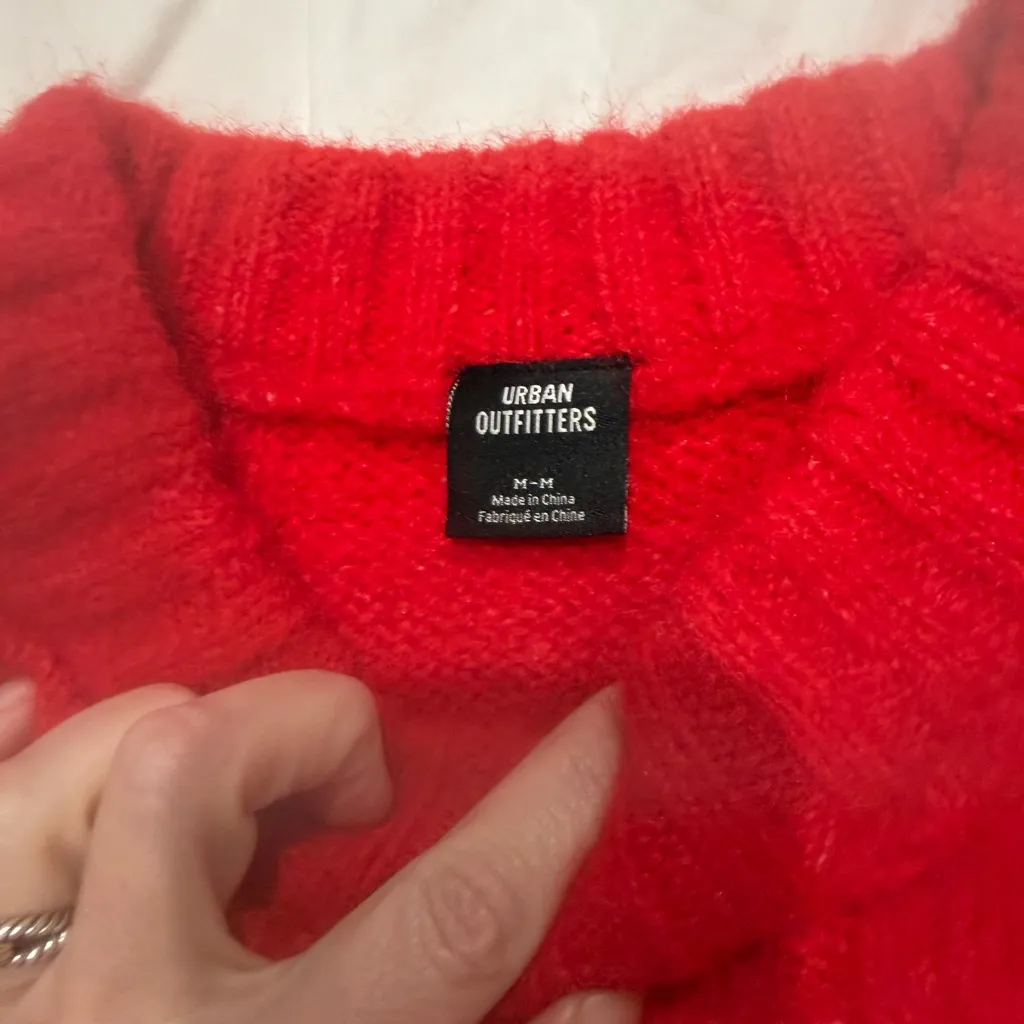 URBAN
OUTFITTERS
M-M
Made in China
Fabriqué en Chine